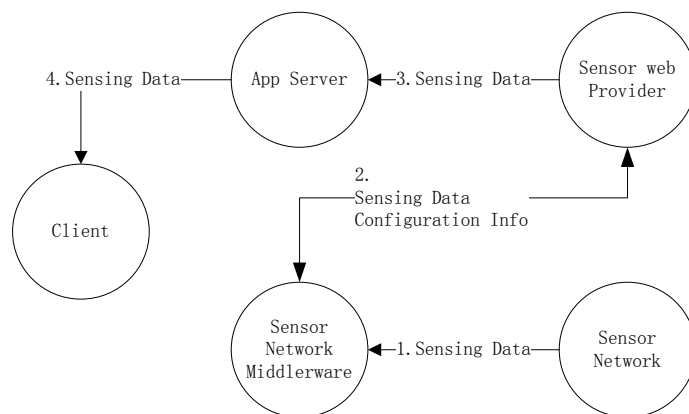 4.Sensing Data
App Server
3.Sensing Data
Sensor web
Provider
2.
Sensing Data
Configuration Info
Client
Sensor
Network
Middlerware
1.Sensing Data
Sensor
Network